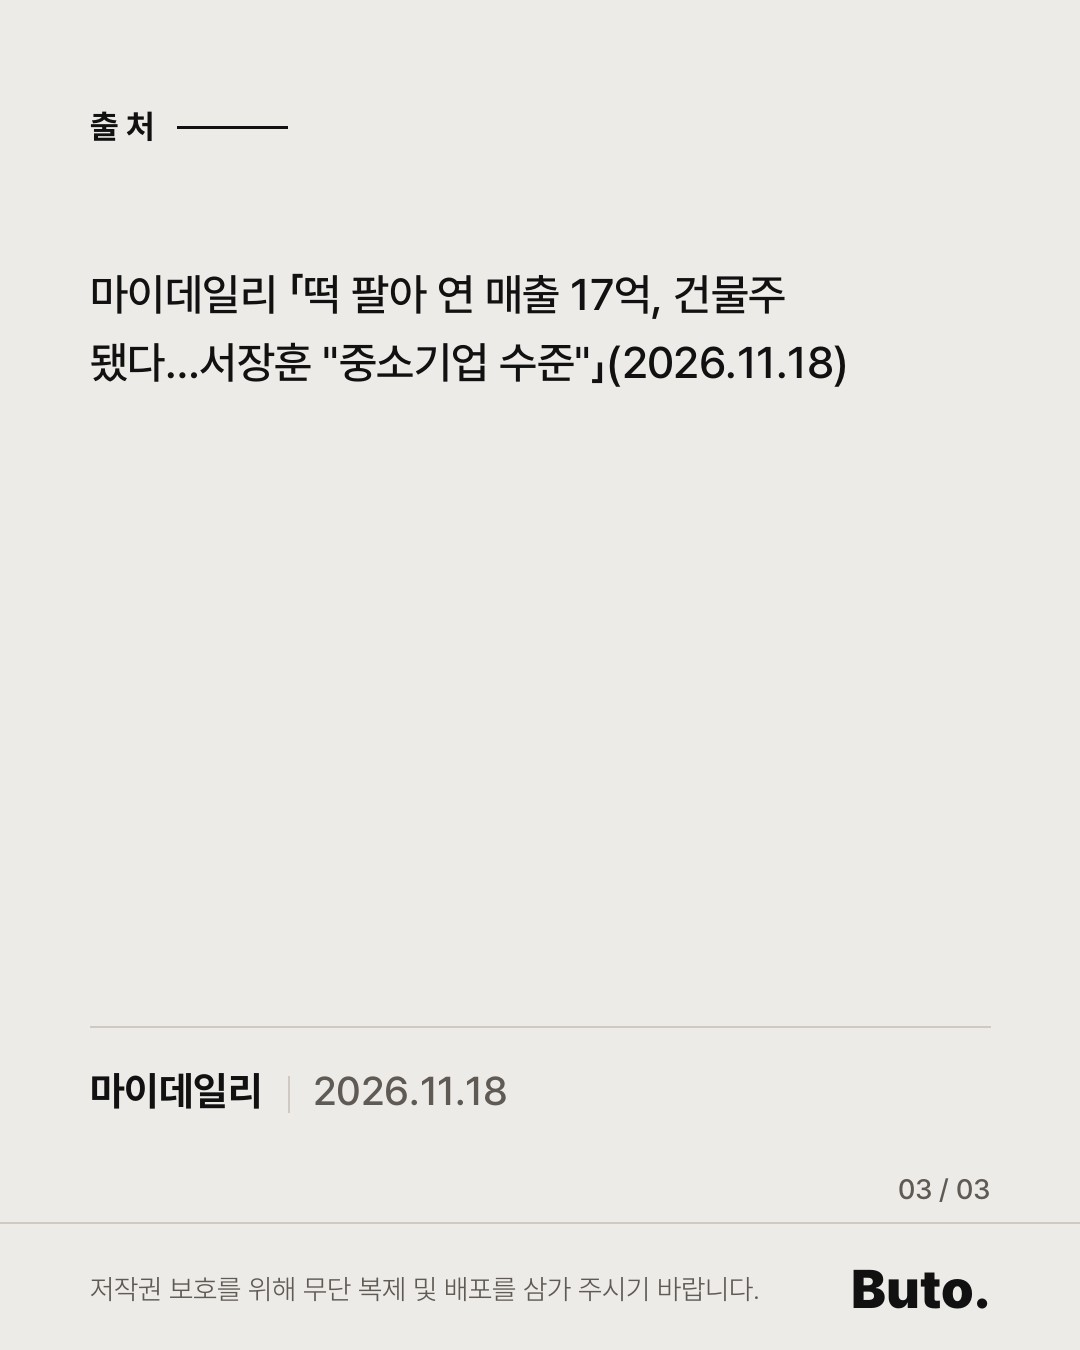 출처
마이데일리 「떡 팔아 연 매출 17억, 건물주
됐다…서장훈 "중소기업 수준"」(2026.11.18)
마이데일리 | 2026.11.18
03 / 03
저작권 보호를 위해 무단 복제 및 배포를 삼가 주시기 바랍니다.
Buto.